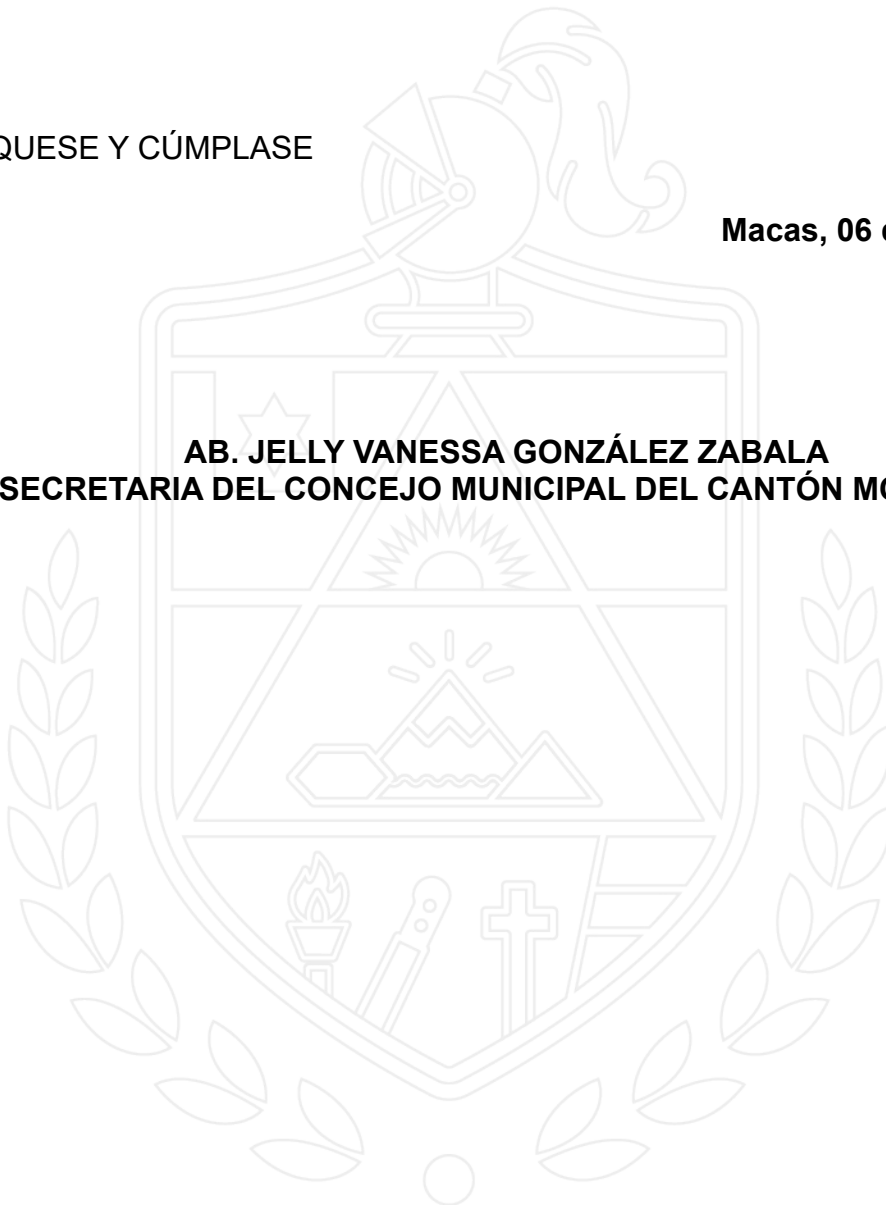 QUESE Y CÚMPLASE
Macas, 06
AB. JELLY VANESSA GONZÁLEZ ZABALA
SECRETARIA DEL CONCEJO MUNICIPAL DEL CANTÓN